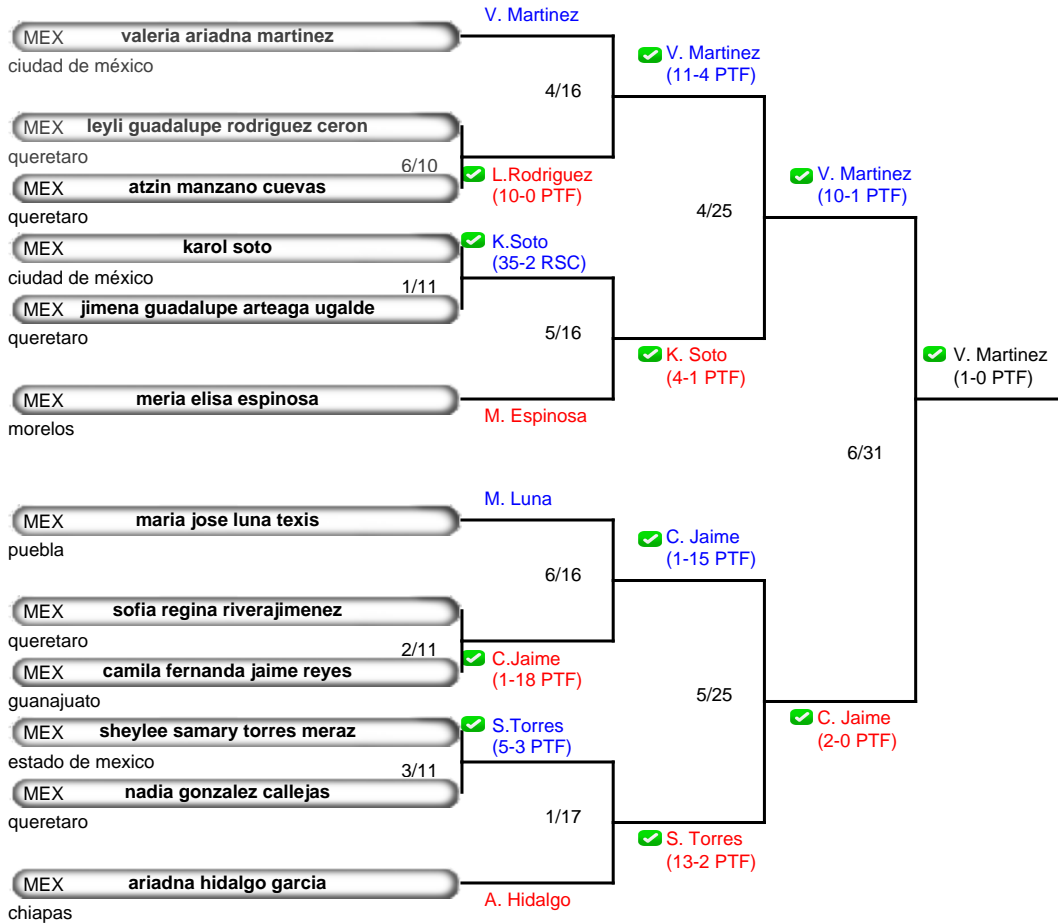 V. Martinez
MEX valeria ariadna martinez
ciudad de méxico
V. Martinez
(11-4 PTF)
4/16
MEX leyli guadalupe rodriguez ceron
queretaro
6/10
L.Rodriguez
(10-0 PTF)
MEX atzin manzano cuevas
queretaro
V. Martinez
(10-1 PTF)
4/25
MEX karol soto
ciudad de méxico
K.Soto
(35-2 RSC)
1/11
MEX jimena guadalupe arteaga ugalde
queretaro
5/16
K. Soto
(4-1 PTF)
V. Martinez
(1-0 PTF)
MEX meria elisa espinosa
morelos
M. Espinosa
6/31
M. Luna
MEX maria jose luna texis
puebla
C. Jaime
(1-15 PTF)
6/16
MEX sofia regina riverajimenez
queretaro
2/11
C.Jaime
(1-18 PTF)
MEX camila fernanda jaime reyes
guanajuato
5/25
C. Jaime
(2-0 PTF)
MEX sheylee samary torres meraz
estado de mexico
S.Torres
(5-3 PTF)
3/11
MEX nadia gonzalez callejas
queretaro
1/17
S. Torres
(13-2 PTF)
MEX ariadna hidalgo garcia
chiapas
A. Hidalgo